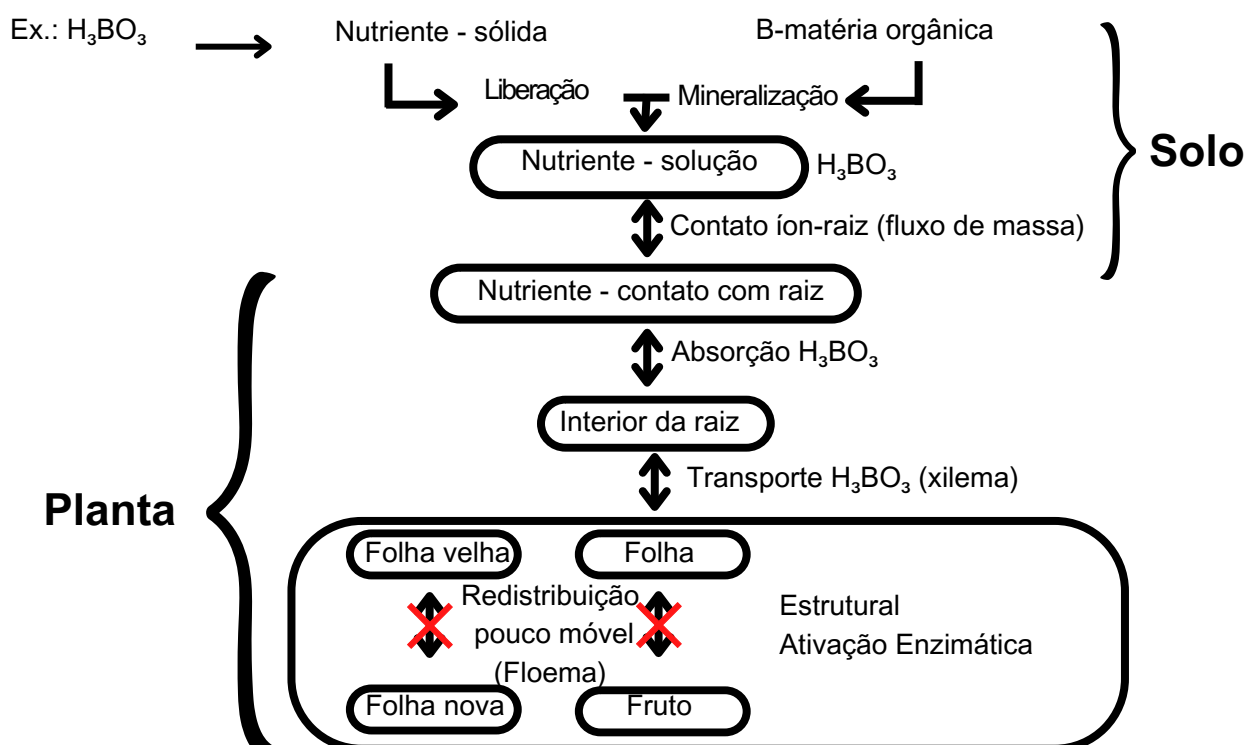 Ex.: H₃BO₃
Nutriente - sólida
B-matéria orgânica
Liberação
Mineralização
Nutriente - solução
H₃BO₃
Solo
Contato íon-raiz (fluxo de massa)
Nutriente - contato com raiz
Absorção H₃BO₃
Interior da raiz
Transporte H₃BO₃ (xilema)
Planta
Folha velha
Folha
Redistribuição
pouco móvel
(Floema)
Estrutural
Ativação Enzimática
Folha nova
Fruto